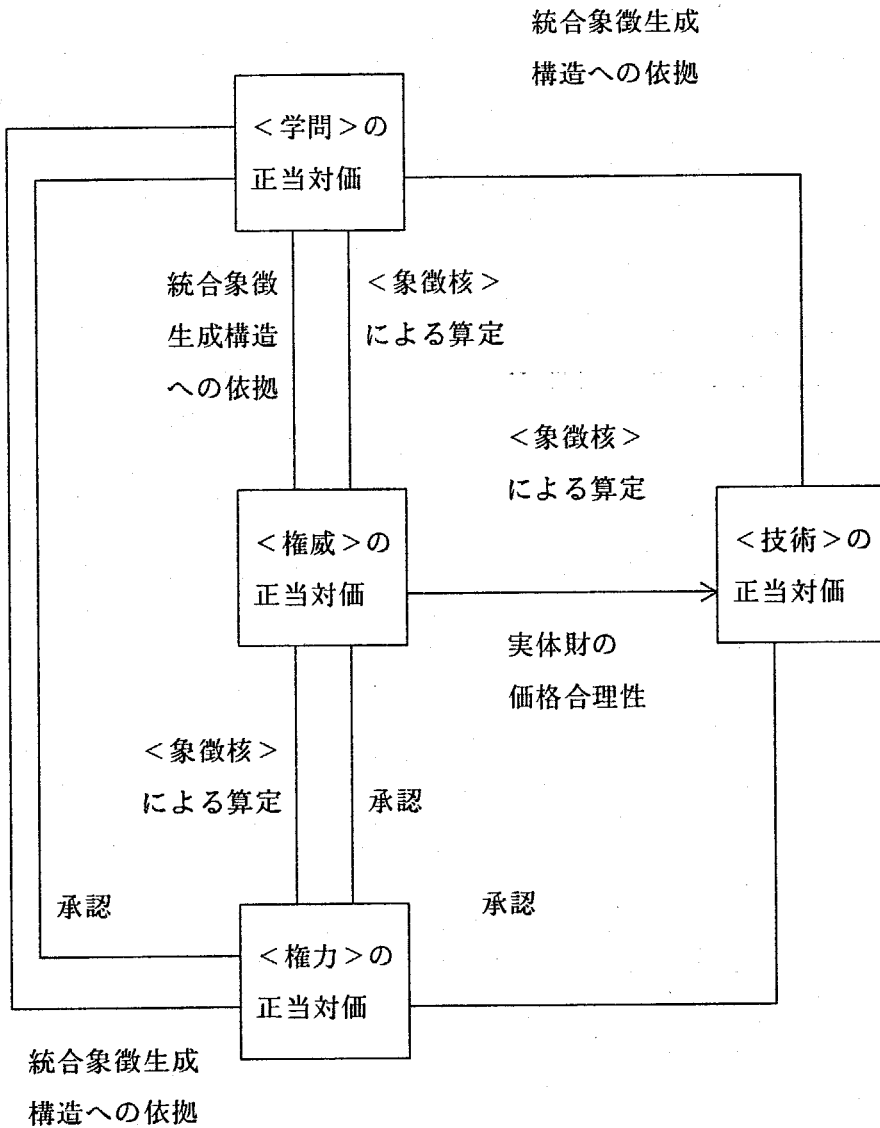 統合象徴生成
構造への依拠
<学問>の
正当対価
統合象徴
生成構造
への依拠
<象徴核>
による算定
<象徴核>
による算定
<権威>の
正当対価
<技術>の
正当対価
実体財の
価格合理性
<象徴核>
による算定
承認
承認
承認
<権力>の
正当対価
統合象徴生成
構造への依拠